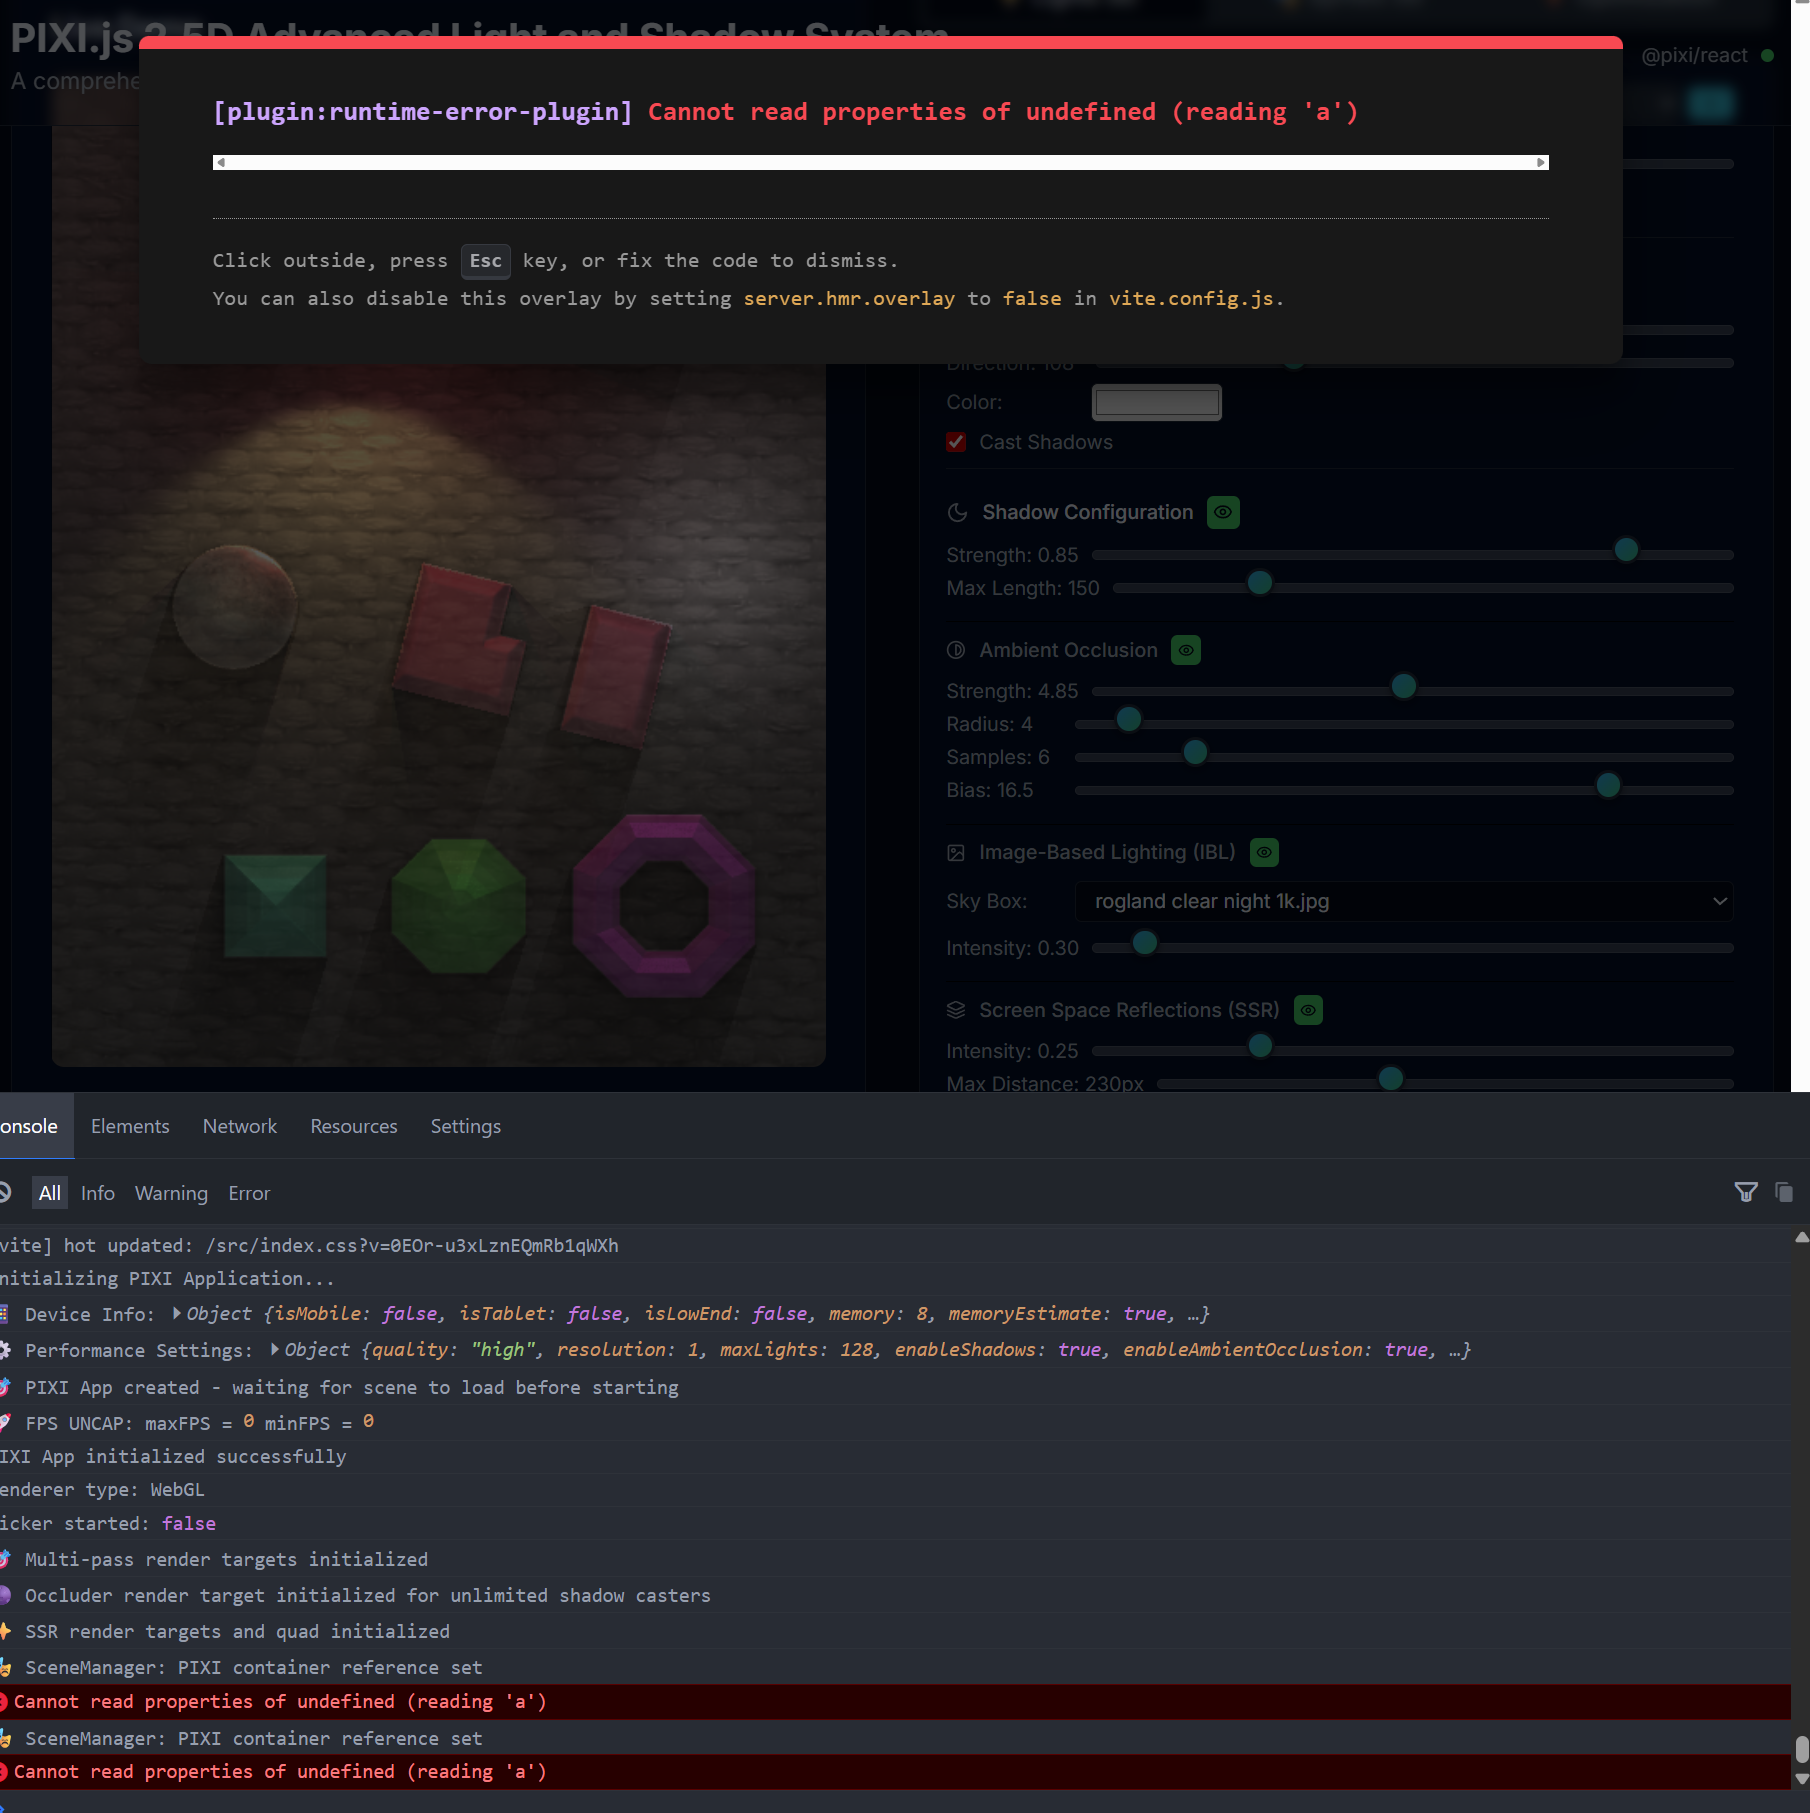 PIXI.js 2.5D Advanced Light and Shadow System
@pixi/react
A comprehe
[plugin:runtime-error-plugin] Cannot read properties of undefined (reading 'a')
Click outside, press Esc key, or fix the code to dismiss.
You can also disable this overlay by setting server.hmr.overlay to false in vite.config.js.
Direction: 108
Color:
Cast Shadows
Shadow Configuration
Strength: 0.85
Max Length: 150
Ambient Occlusion
Strength: 4.85
Radius: 4
Samples: 6
Bias: 16.5
Image-Based Lighting (IBL)
Sky Box: rogland clear night 1k.jpg
Intensity: 0.30
Screen Space Reflections (SSR)
Intensity: 0.25
Max Distance: 230px
onsole Elements Network Resources Settings
All Info Warning Error
vite] hot updated: /src/index.css?v=0EOr-u3xLznEQmRb1qWXh
nitializing PIXI Application...
Device Info: Object {isMobile: false, isTablet: false, isLowEnd: false, memory: 8, memoryEstimate: true, …}
Performance Settings: Object {quality: "high", resolution: 1, maxLights: 128, enableShadows: true, enableAmbientOcclusion: true, …}
PIXI App created - waiting for scene to load before starting
FPS UNCAP: maxFPS = 0 minFPS = 0
IXI App initialized successfully
enderer type: WebGL
icker started: false
Multi-pass render targets initialized
Occluder render target initialized for unlimited shadow casters
SSR render targets and quad initialized
SceneManager: PIXI container reference set
Cannot read properties of undefined (reading 'a')
SceneManager: PIXI container reference set
Cannot read properties of undefined (reading 'a')